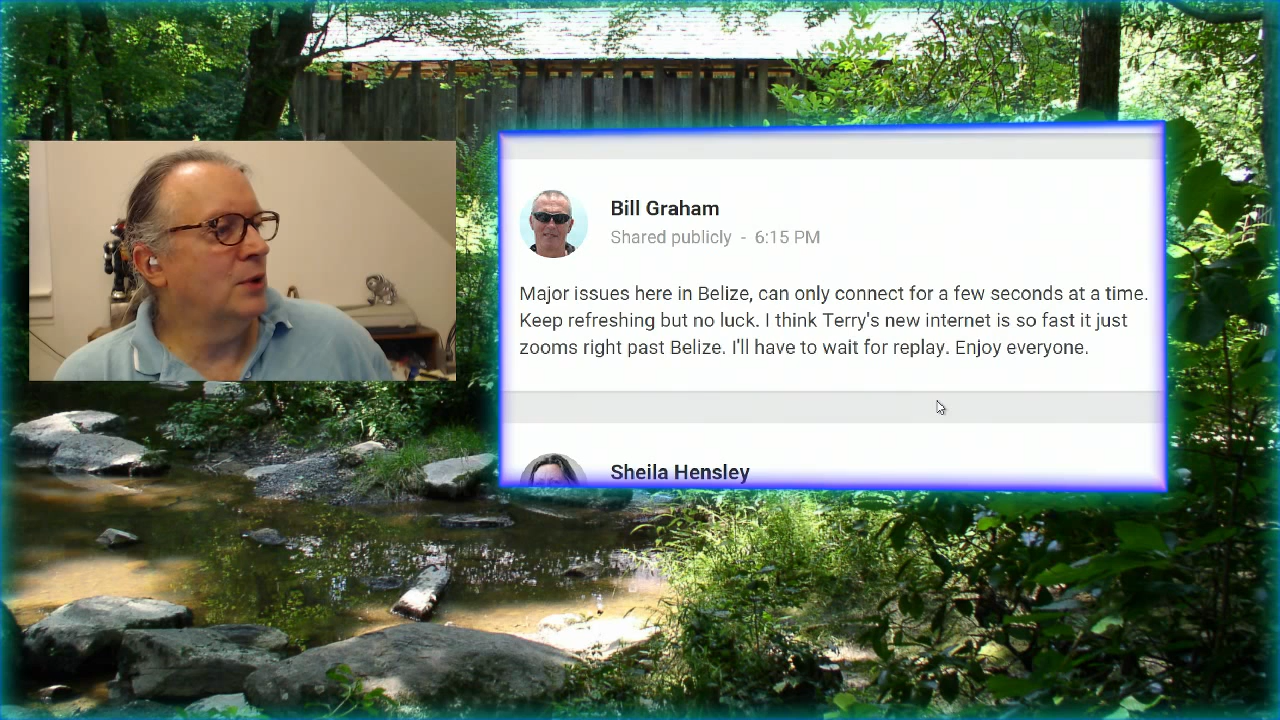 Bill Graham
Shared publicly - 6:15 PM
Major issues here in Belize, can only connect for a few seconds at a time.
Keep refreshing but no luck. I think Terry's new internet is so fast it just
zooms right past Belize. I'll have to wait for replay. Enjoy everyone.
Sheila Hensley